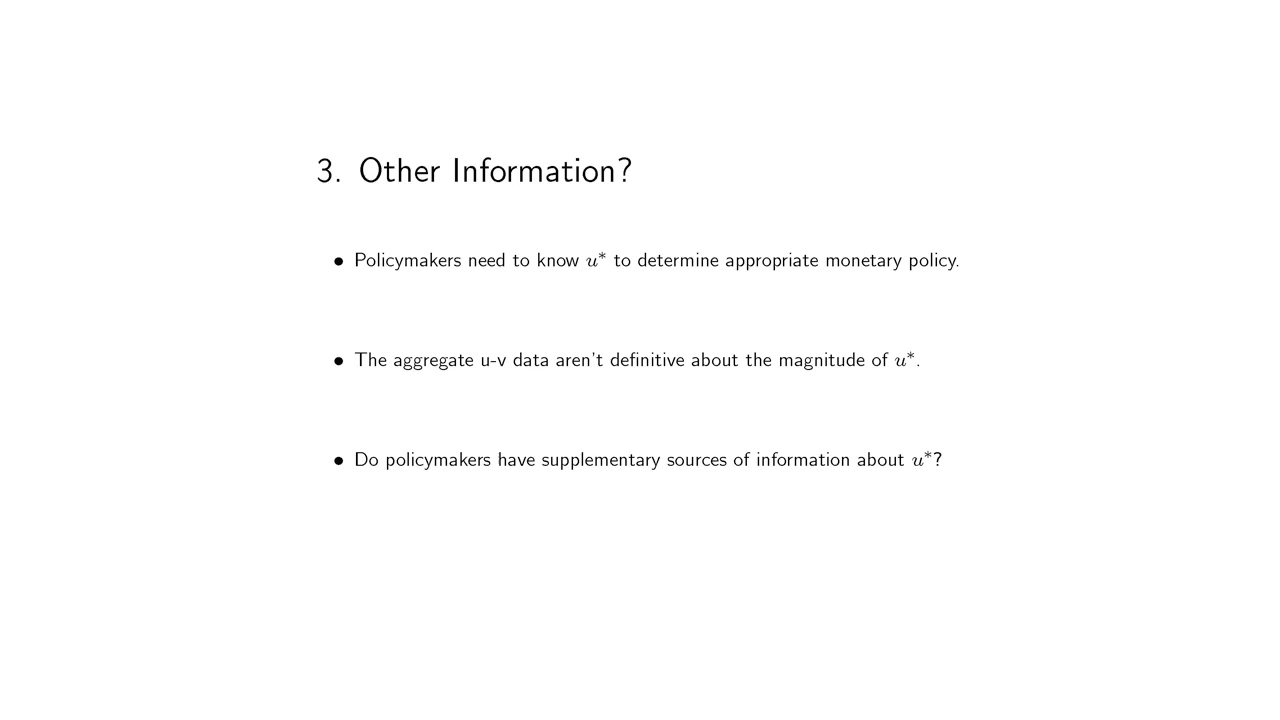 3. Other Information?
• Policymakers need to know u* to determine appropriate monetary policy.
• The aggregate u-v data aren't definitive about the magnitude of u*.
• Do policymakers have supplementary sources of information about u*?